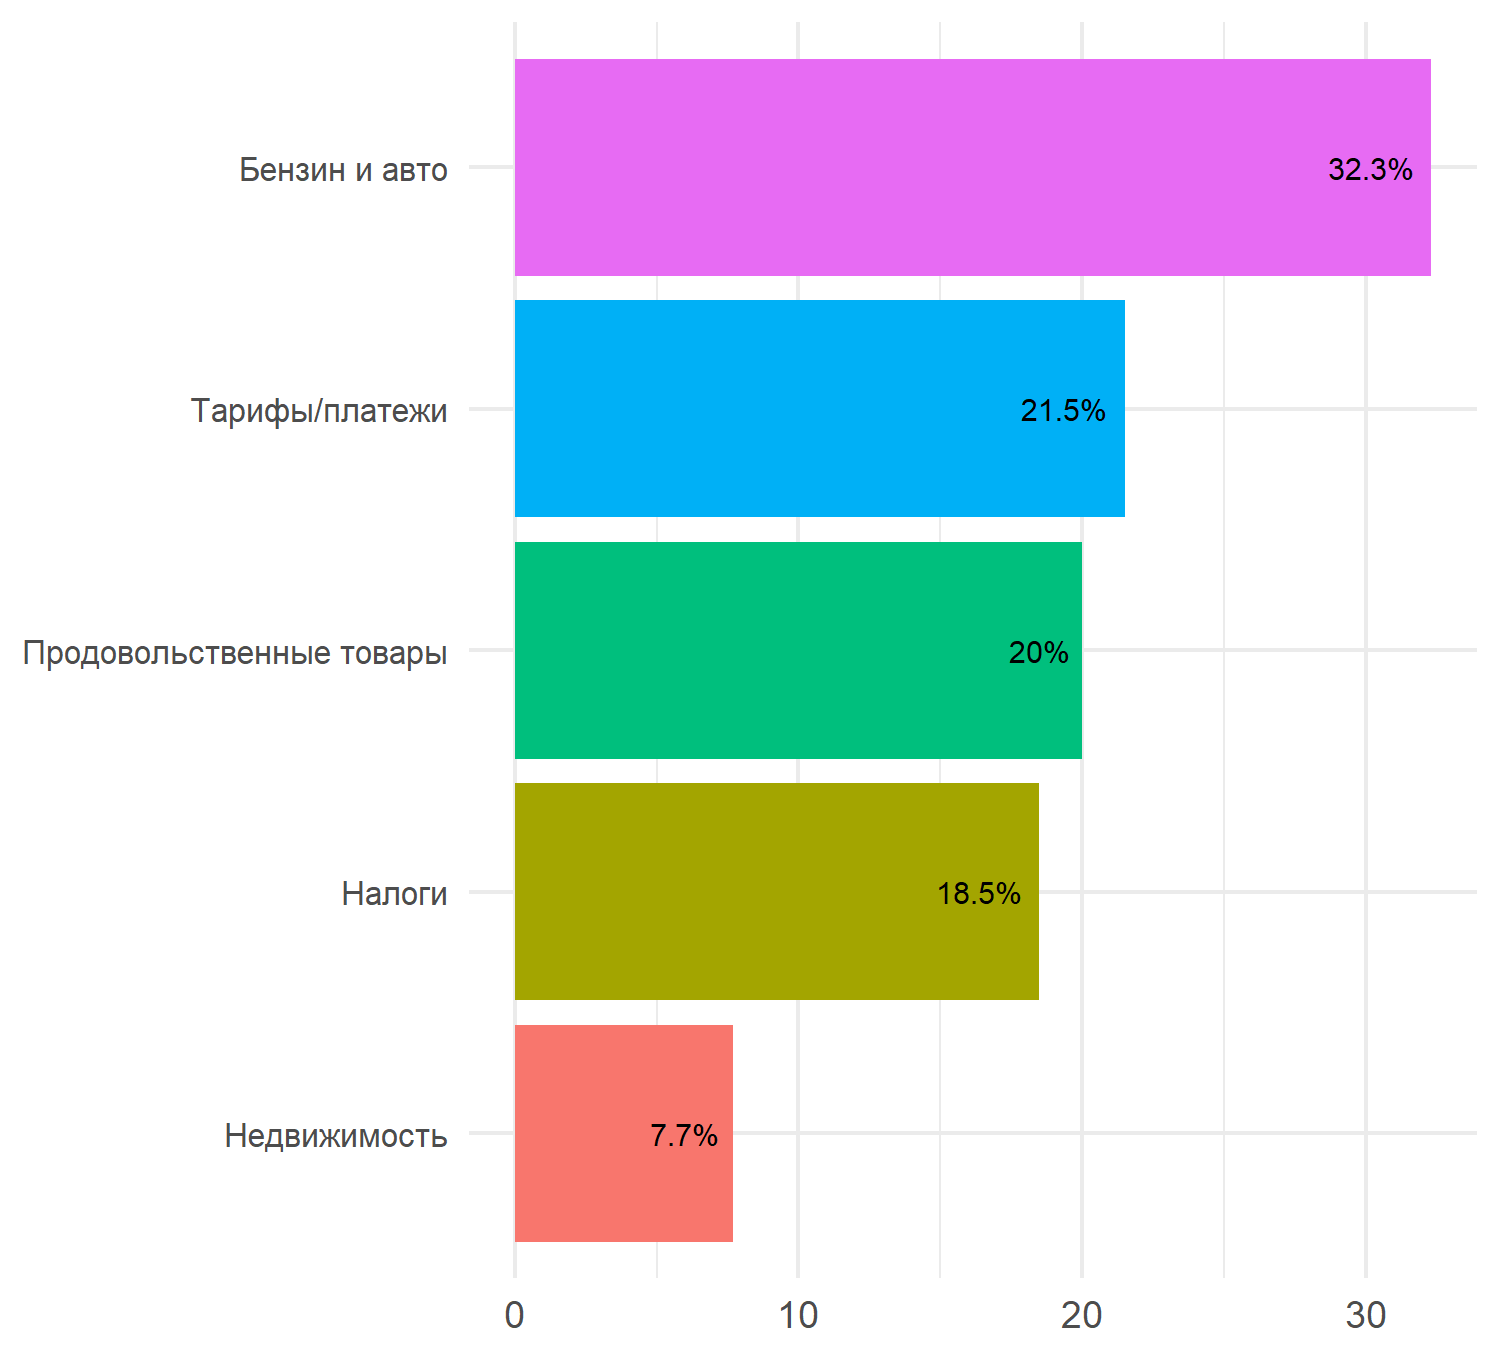 Бензин и авто
32.3%
Тарифы/платежи
21.5%
Продовольственные товары
20%
Налоги
18.5%
Недвижимость
7.7%
0
10
20
30